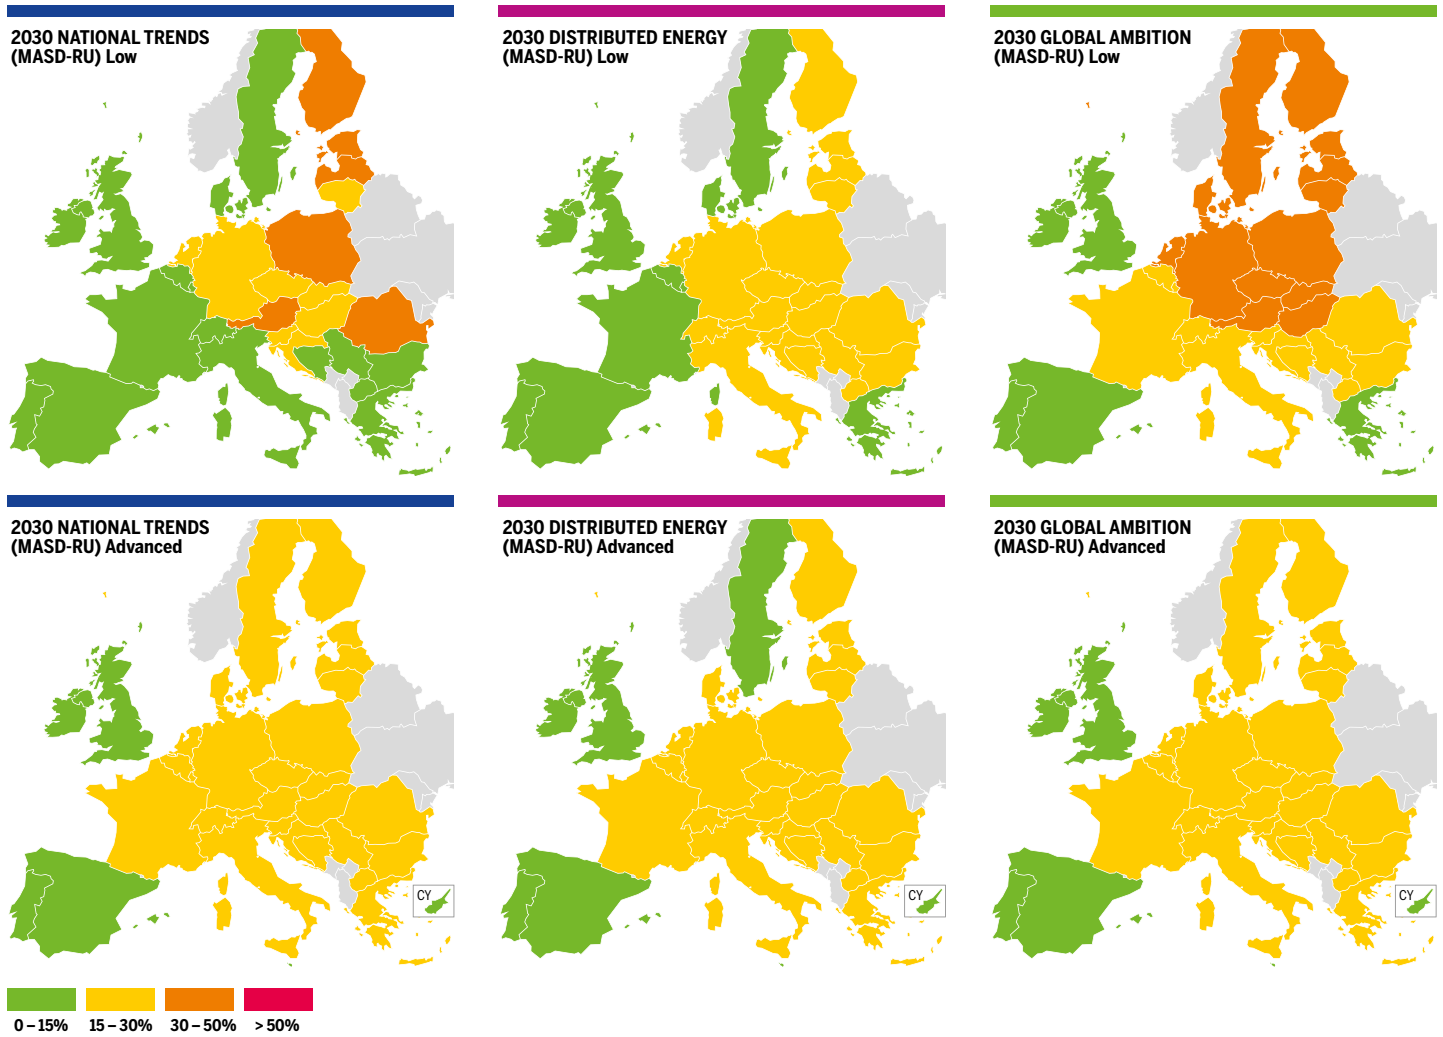 2030 NATIONAL TRENDS
(MASD-RU) Low
2030 DISTRIBUTED ENERGY
(MASD-RU) Low
2030 GLOBAL AMBITION
(MASD-RU) Low
2030 NATIONAL TRENDS
(MASD-RU) Advanced
CY
2030 DISTRIBUTED ENERGY
(MASD-RU) Advanced
CY
2030 GLOBAL AMBITION
(MASD-RU) Advanced
CY
0 – 15% 15 – 30% 30 – 50% > 50%